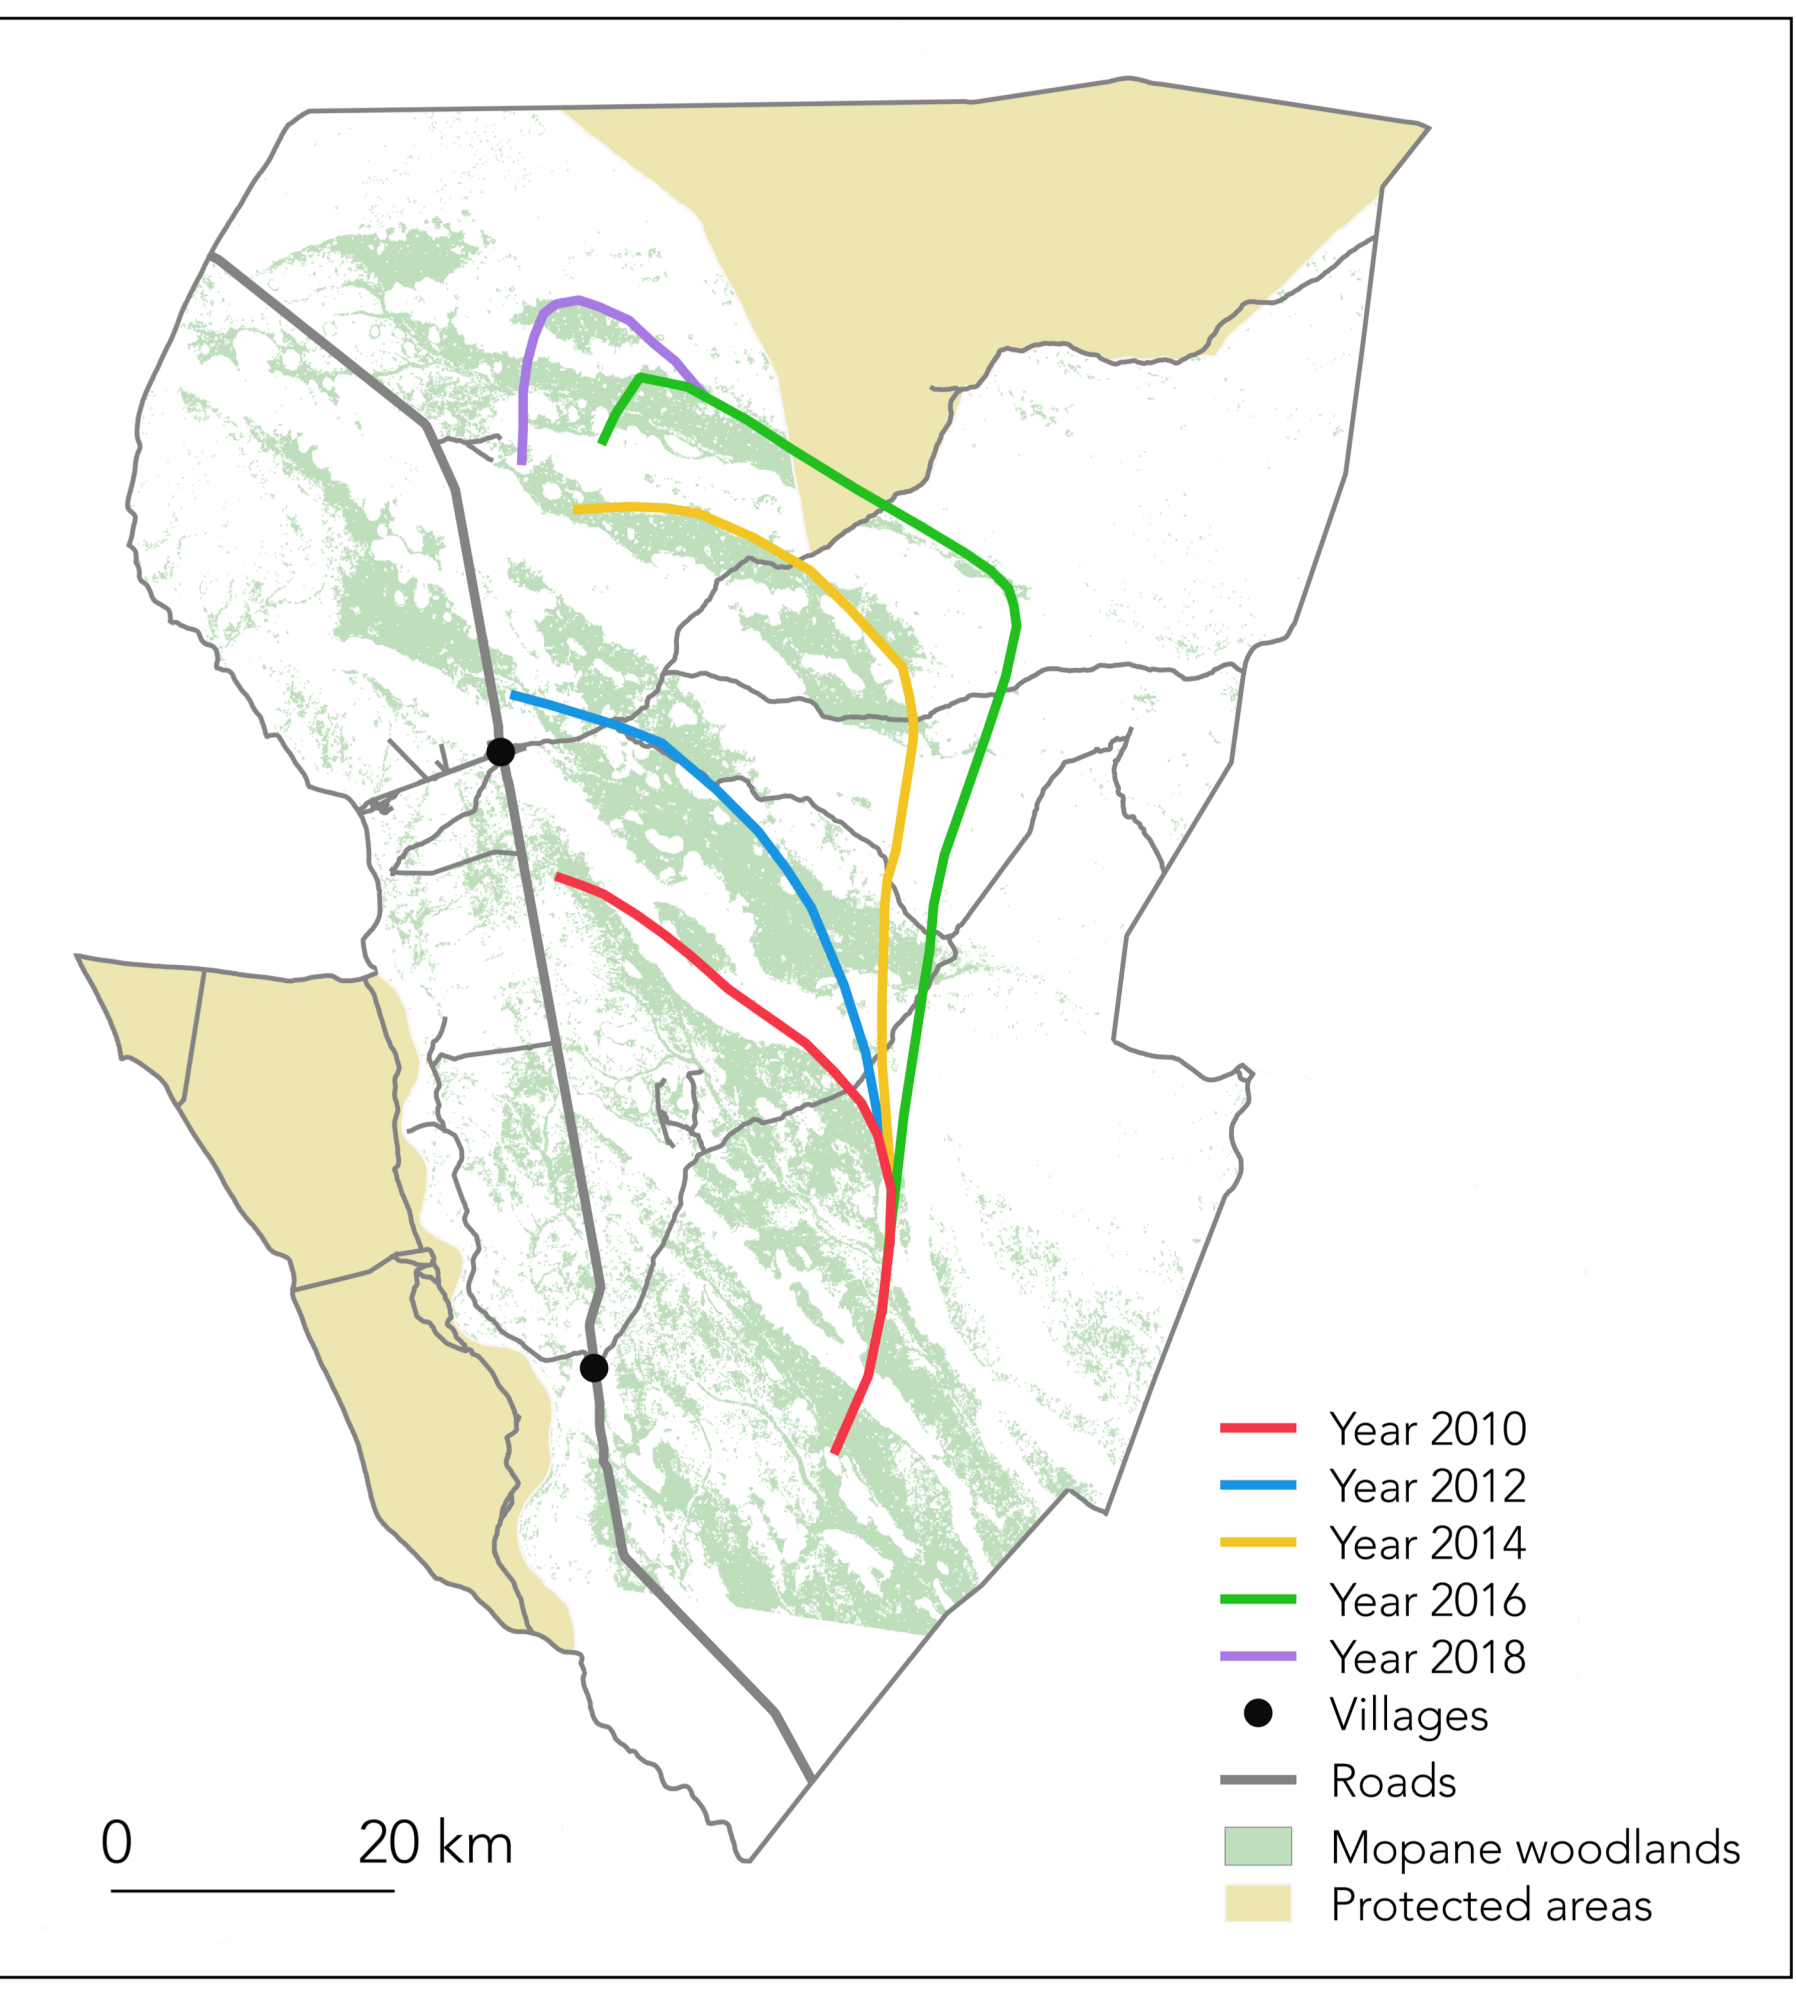 Year 2010
Year 2012
Year 2014
Year 2016
Year 2018
Villages
Roads
Mopane woodlands
Protected areas
0 20 km